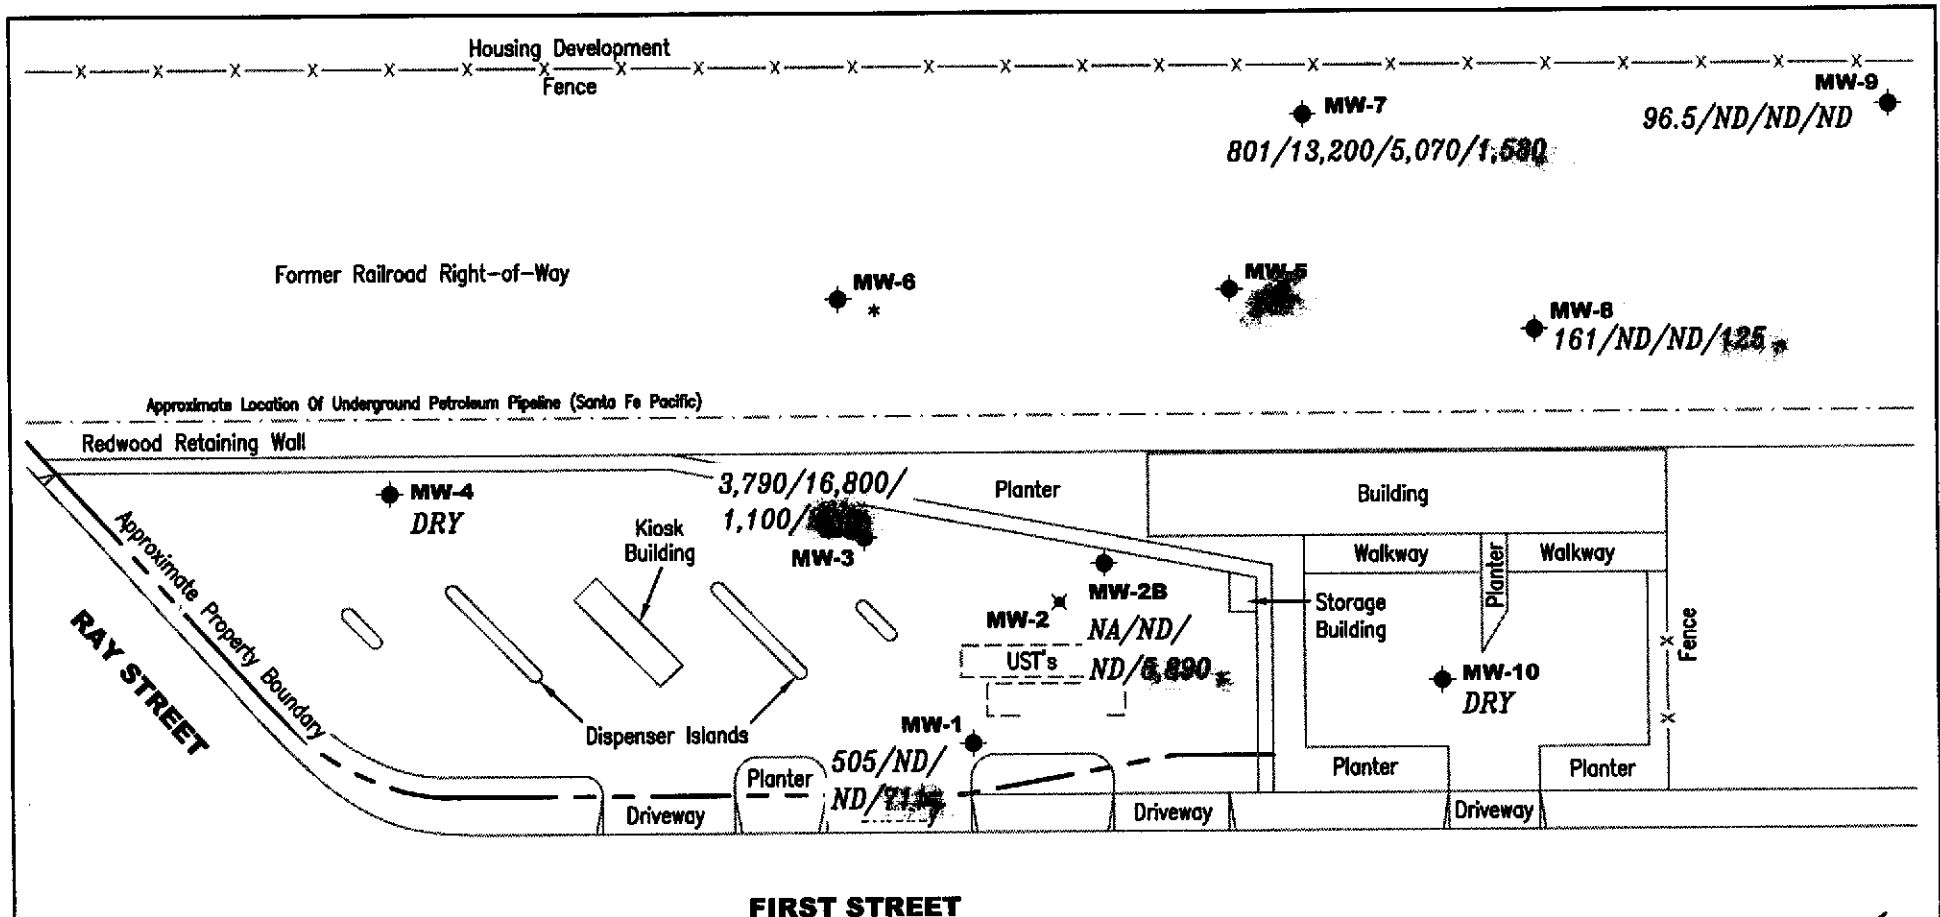 Housing Development
Fence
MW-9
MW-7
96.5/ND/ND/ND
801/13,200/5,070/1,580
Former Railroad Right-of-Way
MW-6
*
MW-5
MW-8
161/ND/ND/125
Approximate Location Of Underground Petroleum Pipeline (Santa Fe Pacific)
Redwood Retaining Wall
MW-4
DRY
3,790/16,800/
1,100/
MW-3
Kiosk
Building
Planter
Building
Walkway
Planter
Walkway
MW-2B
MW-2
NA/ND/
ND/6,890
UST's
Storage
Building
Fence
MW-10
DRY
Approximate Property Boundary
RAY STREET
Dispenser Islands
MW-1
505/ND/
ND/
Planter
Driveway
Driveway
Planter
Driveway
Planter
FIRST STREET